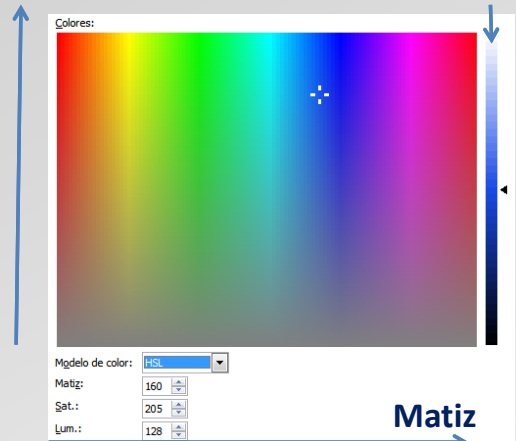 Colores:
Modelo de color: HSL
Matiz: 160
Sat.: 205
Lum.: 128
Matiz